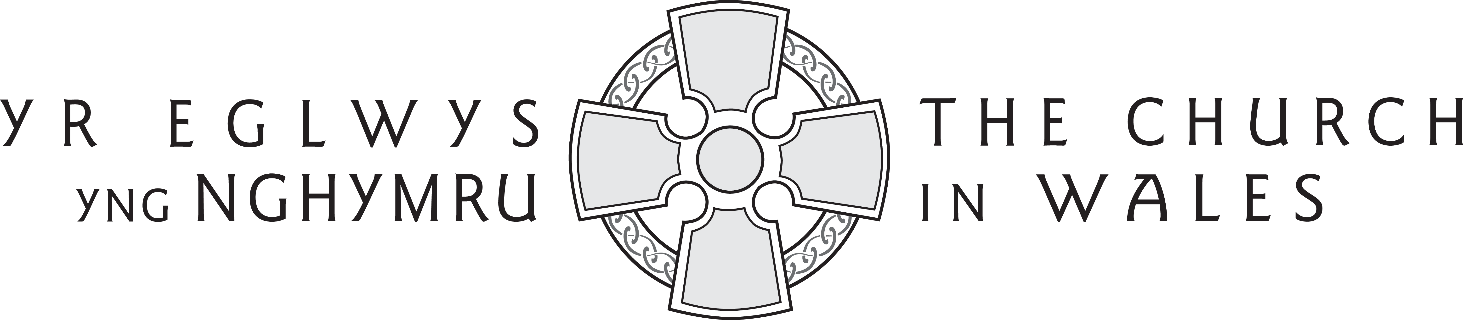 YR EGLWYS
YNG NGHYMRU
THE CHURCH
IN WALES